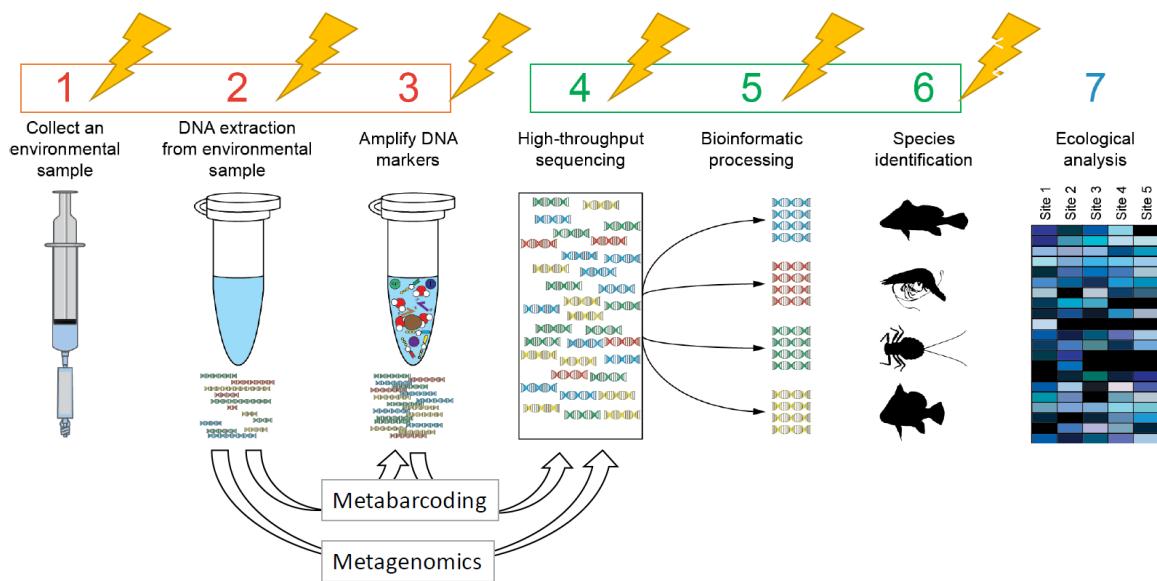 1 2 3 4 5 6 7
Collect an
environmental
sample
DNA extraction
from environmental
sample
Amplify DNA
markers
High-throughput
sequencing
Bioinformatic
processing
Species
identification
Ecological
analysis
Site 1
Site 2
Site 3
Site 4
Site 5
Metabarcoding
Metagenomics